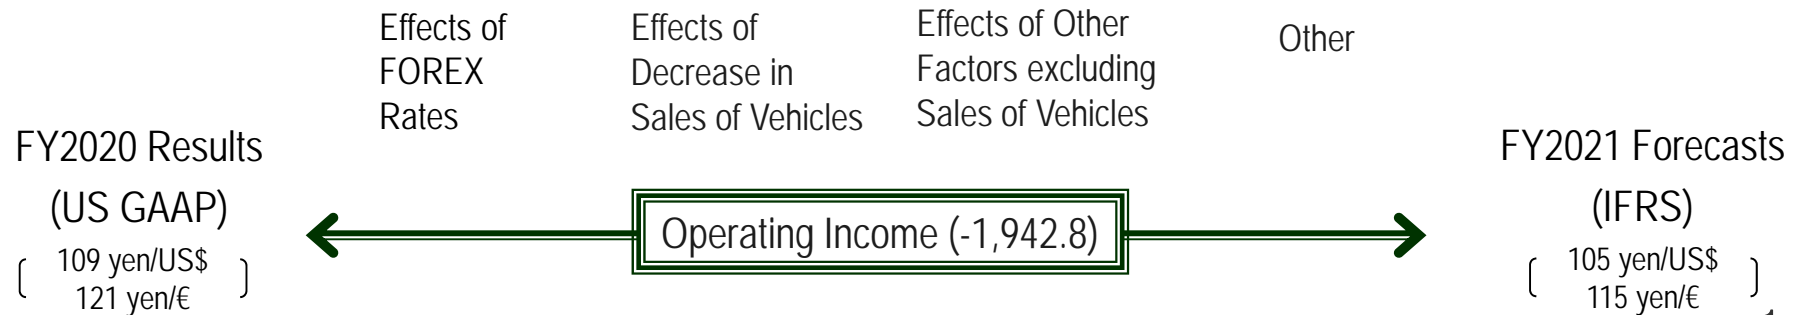 Effects of
FOREX
Rates
Effects of
Decrease in
Sales of Vehicles
Effects of Other
Factors excluding
Sales of Vehicles
Other
FY2020 Results
(US GAAP)
109 yen/US$
121 yen/€
Operating Income (-1,942.8)
FY2021 Forecasts
(IFRS)
105 yen/US$
115 yen/€